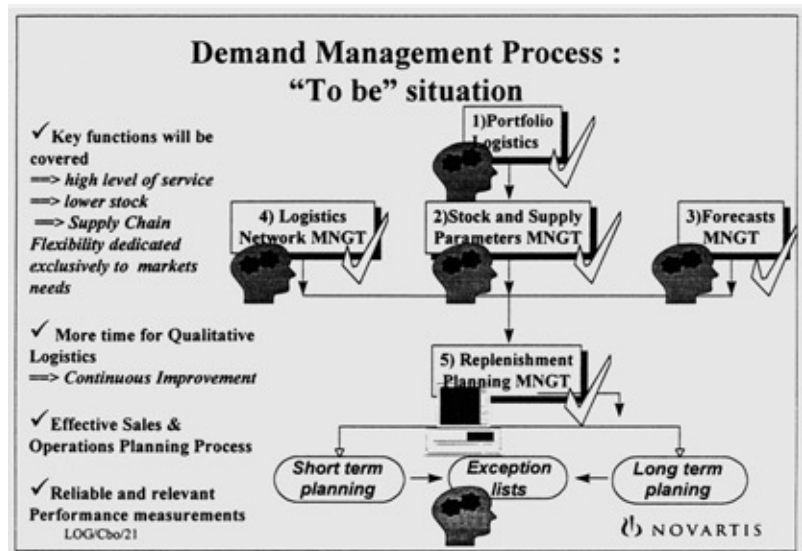 Demand Management Process :
“To be” situation
✓Key functions will be
covered
==> high level of service
==> lower stock
==> Supply Chain
Flexibility dedicated
exclusively to markets
needs
✓ More time for Qualitative
Logistics
==> Continuous Improvement
✓Effective Sales &
Operations Planning Process
✓Reliable and relevant
Performance measurements
LOG/Cbo/21
1)Portfolio
Logistics
4) Logistics
Network MNGT
2)Stock and Supply
Parameters MNGT
3)Forecasts
MNGT
5) Replenishment
Planning MNGT
Short term
planning
Exception
lists
Long term
planing
NOVARTIS